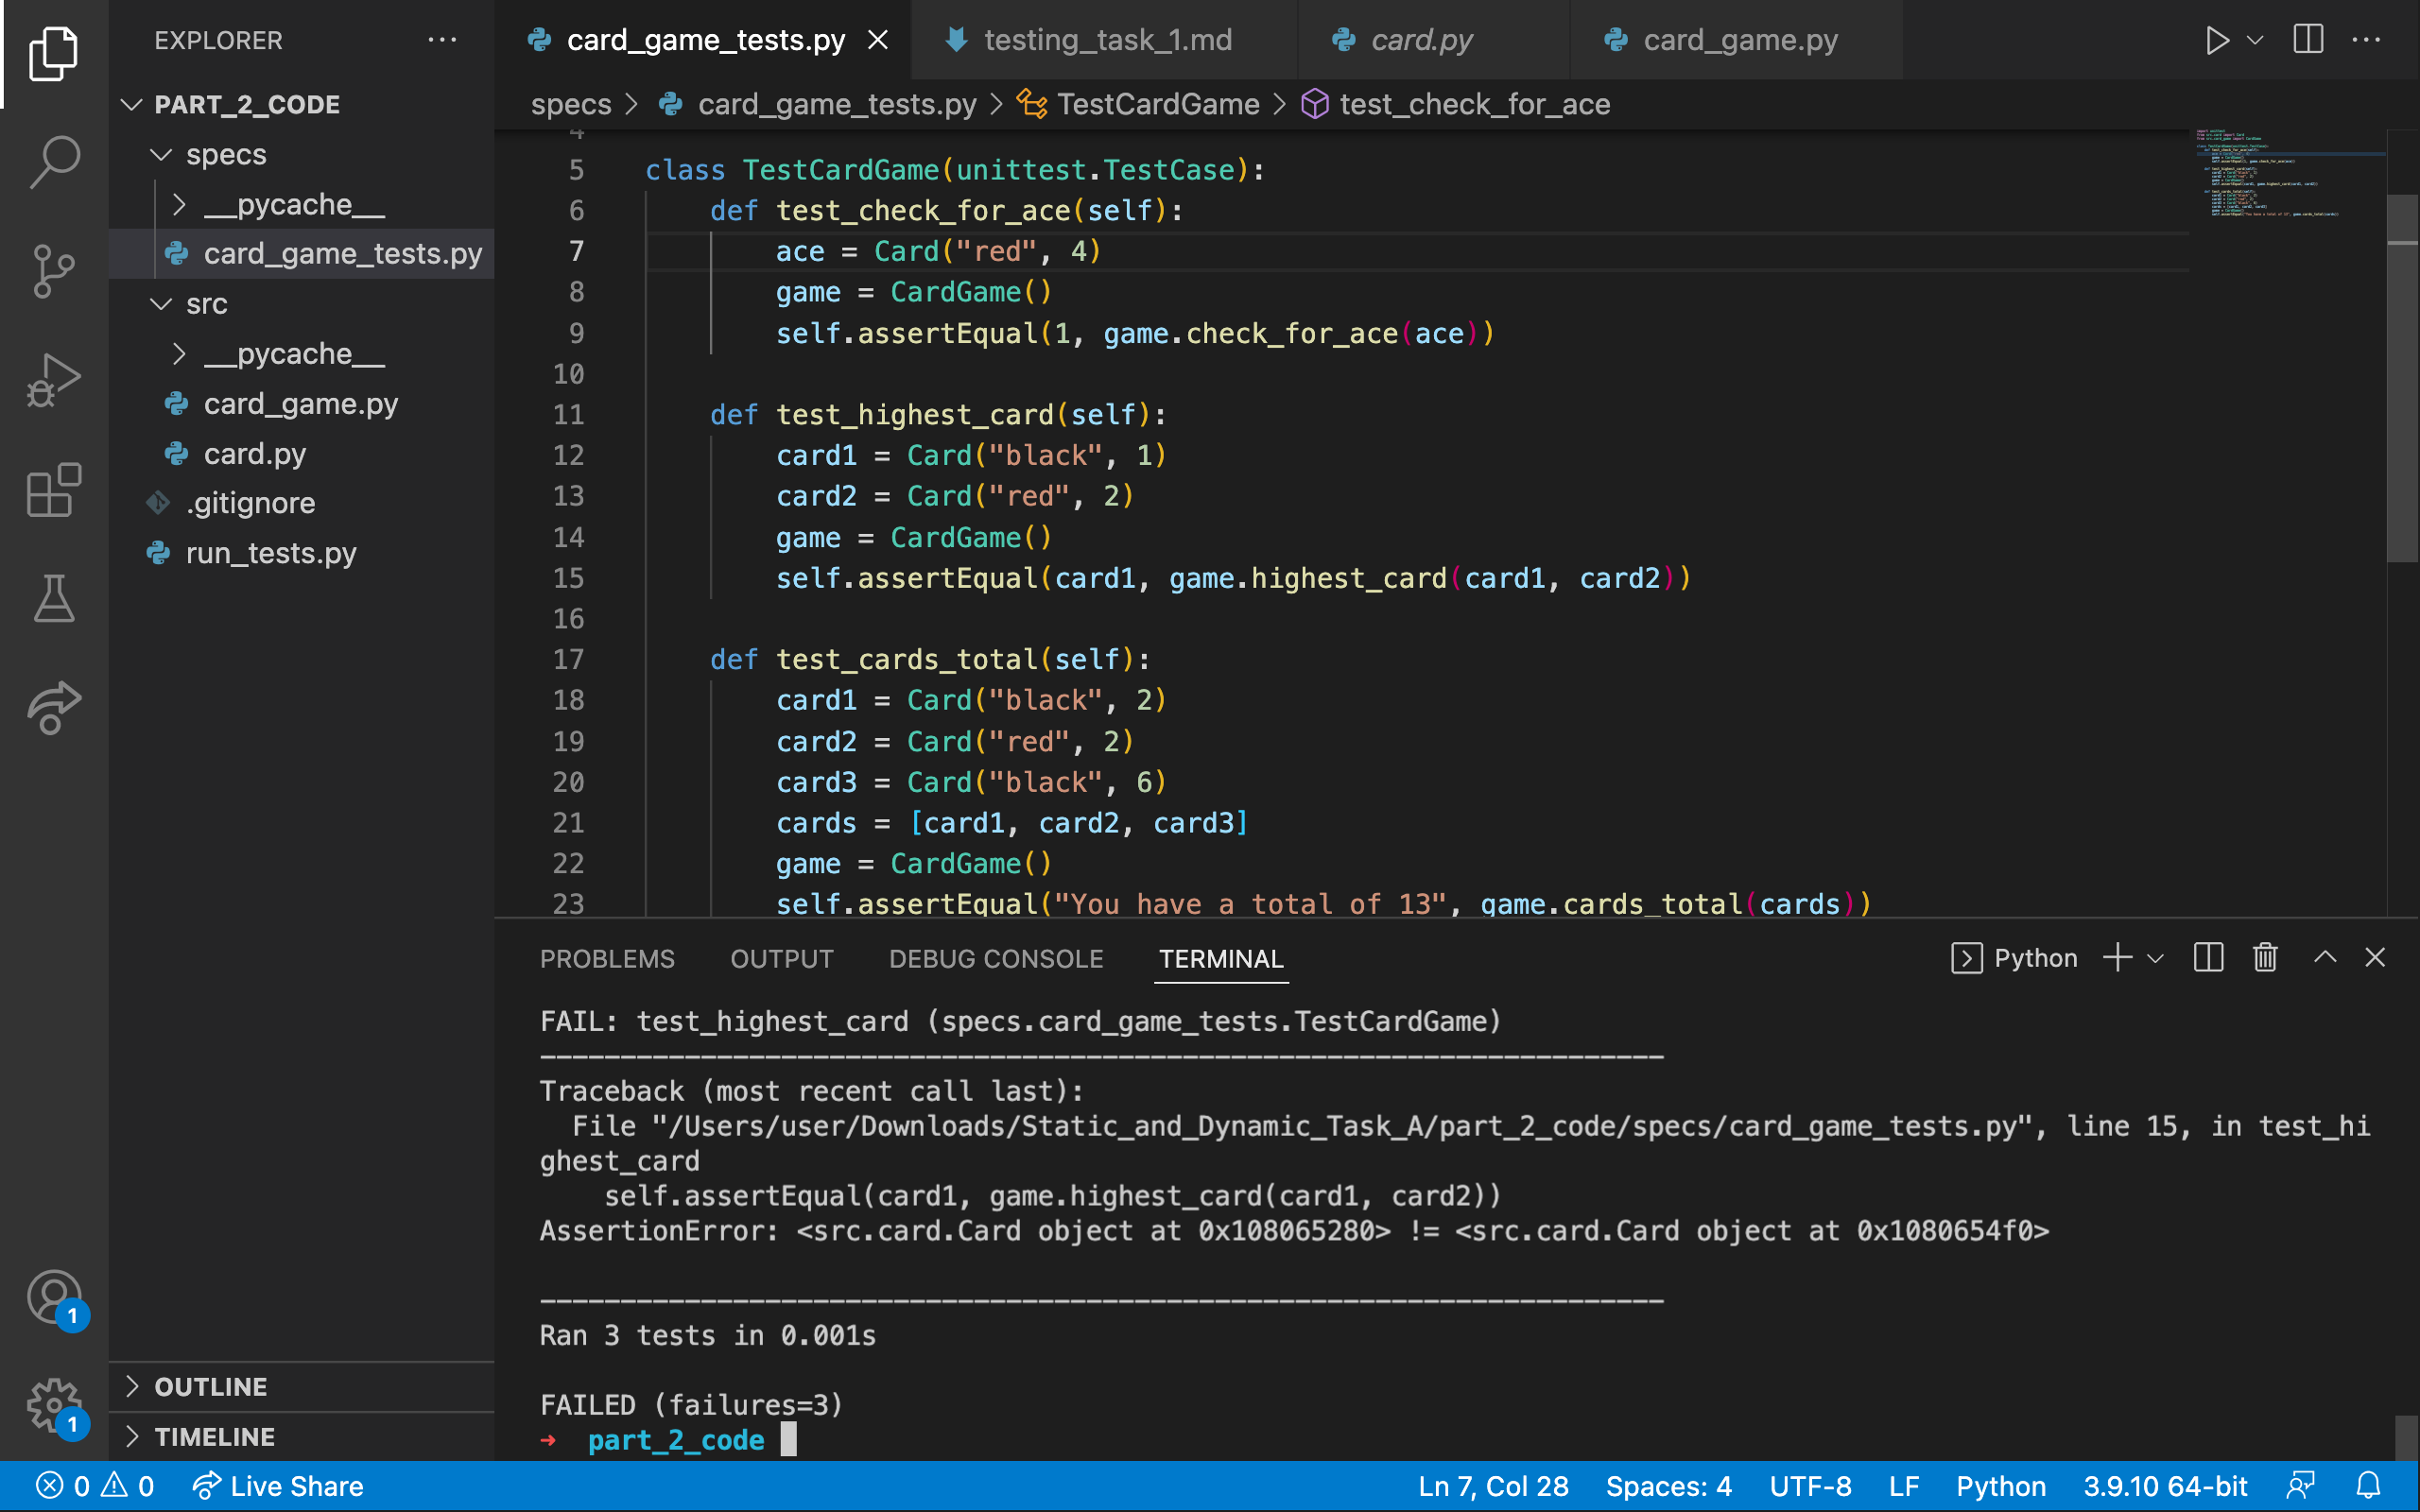 EXPLORER
PART_2_CODE
specs
__pycache__
card_game_tests.py
src
__pycache__
card_game.py
card.py
.gitignore
run_tests.py
OUTLINE
TIMELINE
1
1
card_game_tests.py testing_task_1.md card.py card_game.py
specs > card_game_tests.py > TestCardGame > test_check_for_ace
4
5 class TestCardGame(unittest.TestCase):
6 def test_check_for_ace(self):
7 ace = Card("red", 4)
8 game = CardGame()
9 self.assertEqual(1, game.check_for_ace(ace))
10
11 def test_highest_card(self):
12 card1 = Card("black", 1)
13 card2 = Card("red", 2)
14 game = CardGame()
15 self.assertEqual(card1, game.highest_card(card1, card2))
16
17 def test_cards_total(self):
18 card1 = Card("black", 2)
19 card2 = Card("red", 2)
20 card3 = Card("black", 6)
21 cards = [card1, card2, card3]
22 game = CardGame()
23 self.assertEqual("You have a total of 13", game.cards_total(cards))
PROBLEMS OUTPUT DEBUG CONSOLE TERMINAL Python
FAIL: test_highest_card (specs.card_game_tests.TestCardGame)
----------------------------------------------------------------------
Traceback (most recent call last):
File "/Users/user/Downloads/Static_and_Dynamic_Task_A/part_2_code/specs/card_game_tests.py", line 15, in test_hi
ghest_card
self.assertEqual(card1, game.highest_card(card1, card2))
AssertionError: <src.card.Card object at 0x108065280> != <src.card.Card object at 0x1080654f0>
----------------------------------------------------------------------
Ran 3 tests in 0.001s
FAILED (failures=3)
➜ part_2_code
0 0 Live Share Ln 7, Col 28 Spaces: 4 UTF-8 LF Python 3.9.10 64-bit